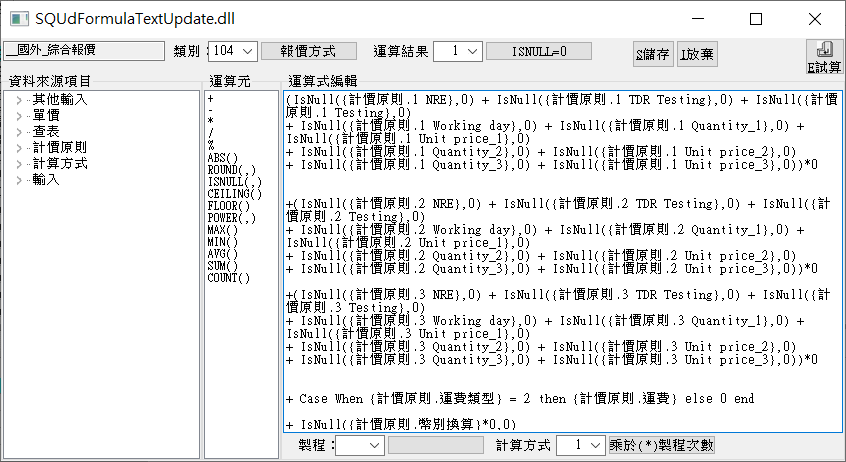 SQUdFormulaTextUpdate.dll
__國外_綜合報價 類別: 104 報價方式 運算結果 1 ISNULL=0 S儲存 I放棄 E試算
資料來源項目
其他輸入
單價
查表
計價原則
計算方式
輸入
運算元
+
-
*
/
%
ABS()
ROUND(,)
ISNULL(,)
CEILING()
FLOOR()
POWER(,)
MAX()
MIN()
AVG()
SUM()
COUNT()
運算式編輯
(IsNull({計價原則.1 NRE},0) + IsNull({計價原則.1 TDR Testing},0) + IsNull({計價
原則.1 Testing},0)
+ IsNull({計價原則.1 Working day},0) + IsNull({計價原則.1 Quantity_1},0) +
IsNull({計價原則.1 Unit price_1},0)
+ IsNull({計價原則.1 Quantity_2},0) + IsNull({計價原則.1 Unit price_2},0)
+ IsNull({計價原則.1 Quantity_3},0) + IsNull({計價原則.1 Unit price_3},0))*0
+(IsNull({計價原則.2 NRE},0) + IsNull({計價原則.2 TDR Testing},0) + IsNull({計
價原則.2 Testing},0)
+ IsNull({計價原則.2 Working day},0) + IsNull({計價原則.2 Quantity_1},0) +
IsNull({計價原則.2 Unit price_1},0)
+ IsNull({計價原則.2 Quantity_2},0) + IsNull({計價原則.2 Unit price_2},0)
+ IsNull({計價原則.2 Quantity_3},0) + IsNull({計價原則.2 Unit price_3},0))*0
+(IsNull({計價原則.3 NRE},0) + IsNull({計價原則.3 TDR Testing},0) + IsNull({計
價原則.3 Testing},0)
+ IsNull({計價原則.3 Working day},0) + IsNull({計價原則.3 Quantity_1},0) +
IsNull({計價原則.3 Unit price_1},0)
+ IsNull({計價原則.3 Quantity_2},0) + IsNull({計價原則.3 Unit price_2},0)
+ IsNull({計價原則.3 Quantity_3},0) + IsNull({計價原則.3 Unit price_3},0))*0
+ Case When {計價原則.運費類型} = 2 then {計價原則.運費} else 0 end
+ IsNull({計價原則.幣別換算}*0,0)
製程: 計算方式 1 乘於(*)製程次數